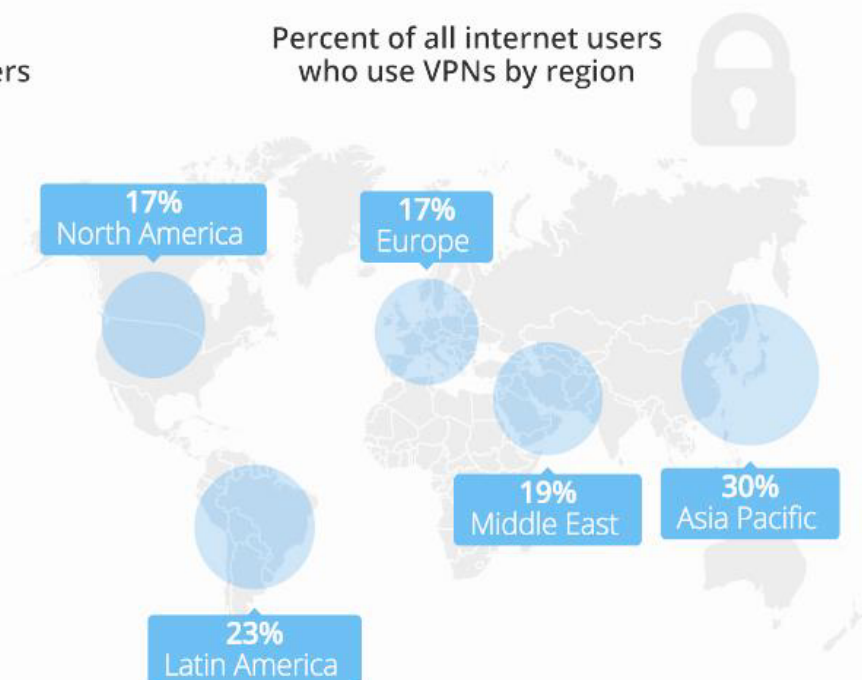 Percent of all internet users
who use VPNs by region
17%
North America
17%
Europe
19%
Middle East
30%
Asia Pacific
23%
Latin America